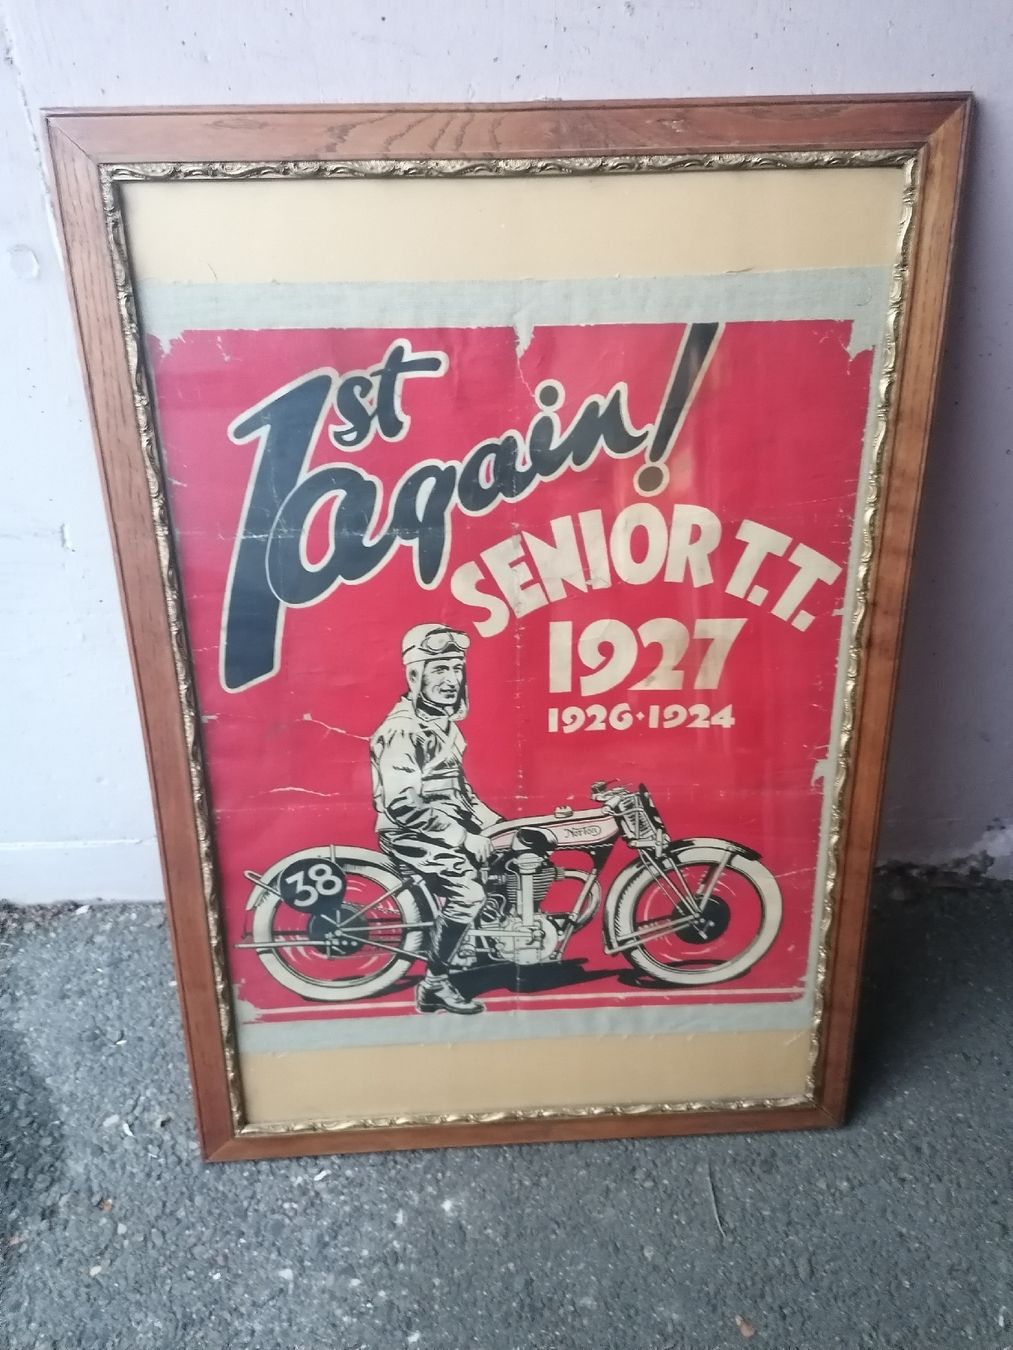 1st
Again!
SENIOR T.T.
1927
1926·1924
Norton
38